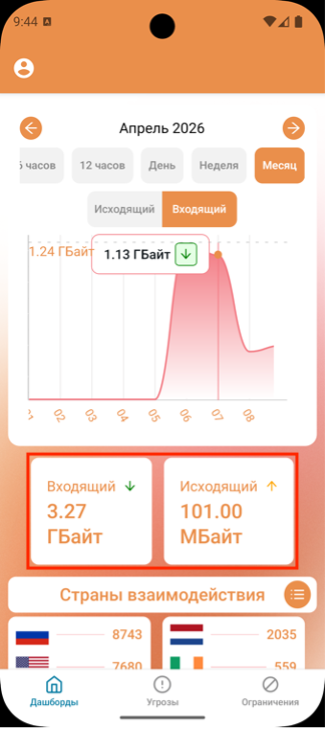 9:44
Апрель 2026
6 часов
12 часов
День
Неделя
Месяц
Исходящий
Входящий
1.24 ГБайт
1.13 ГБайт
02
03
04
05
06
07
08
Входящий
3.27
ГБайт
Исходящий
101.00
МБайт
Страны взаимодействия
8743
2035
7680
559
Дашборды
Угрозы
Ограничения